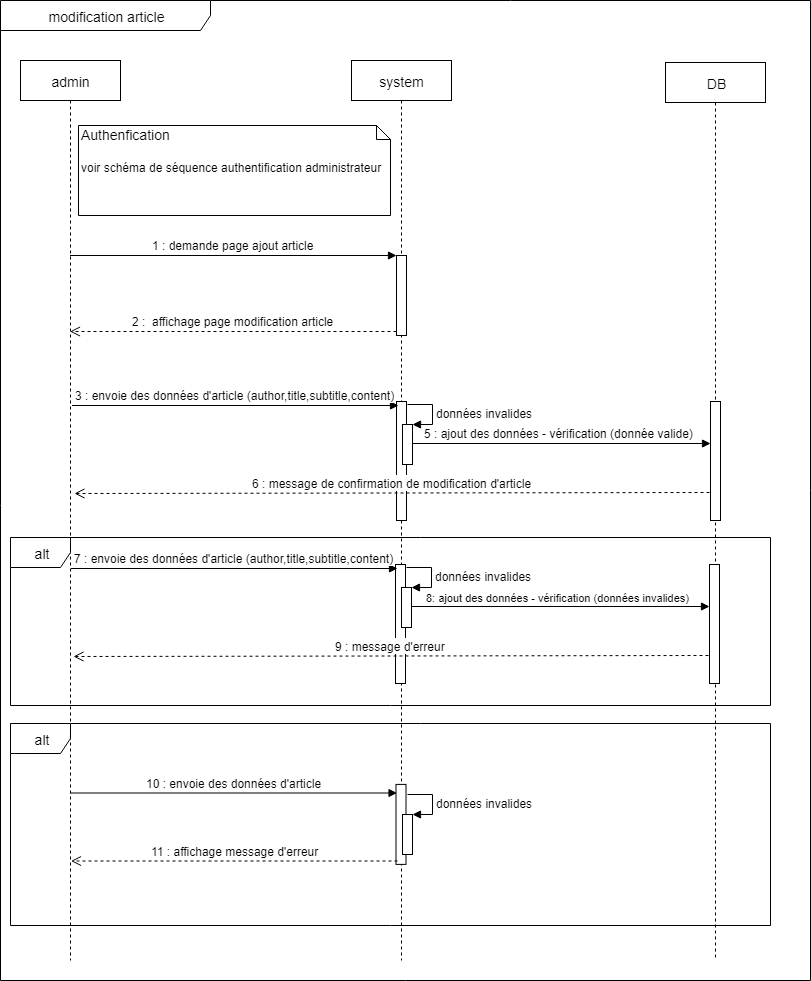 modification article
admin
system
DB
Authenfication
voir schéma de séquence authentification administrateur
1 : demande page ajout article
2 :  affichage page modification article
3 : envoie des données d'article (author,title,subtitle,content)
données invalides
5 : ajout des données - vérification (donnée valide)
6 : message de confirmation de modification d'article
alt
7 : envoie des données d'article (author,title,subtitle,content)
données invalides
8: ajout des données - vérification (données invalides)
9 : message d'erreur
alt
10 : envoie des données d'article
données invalides
11 : affichage message d'erreur